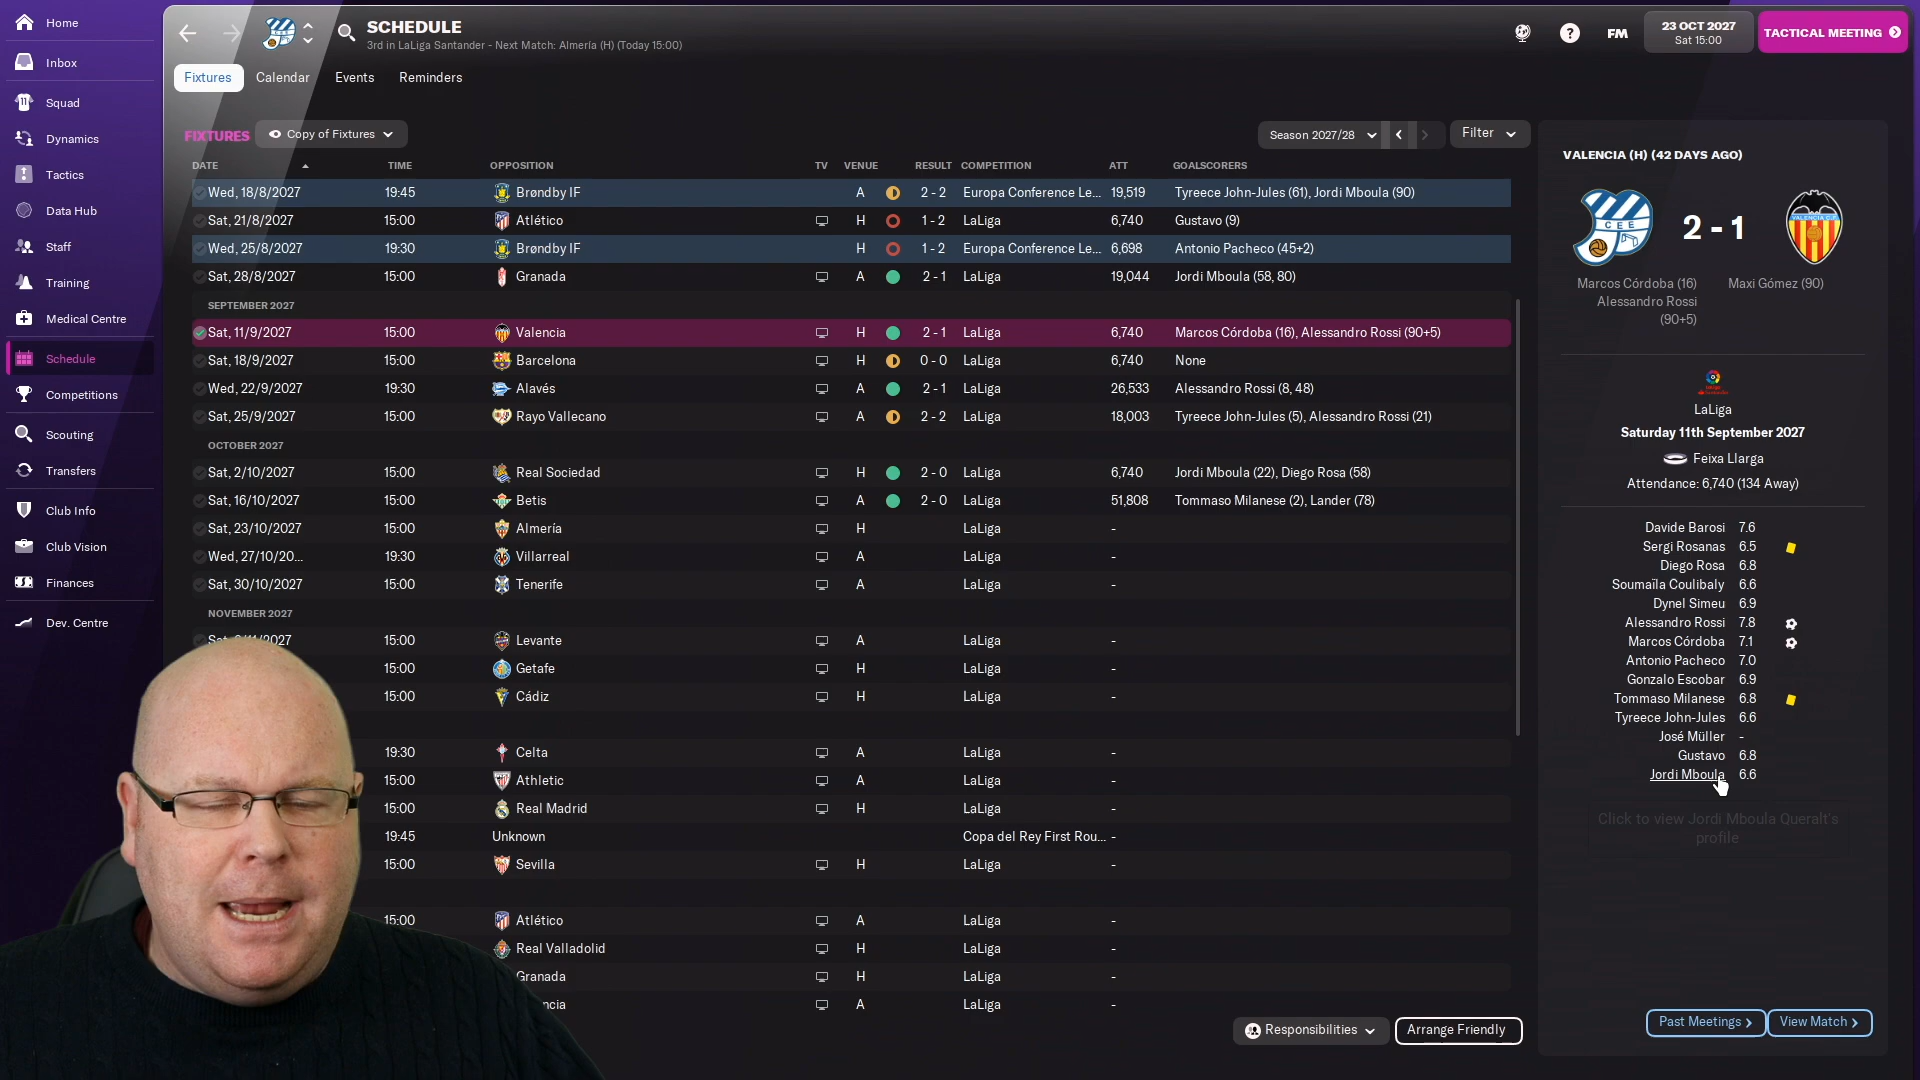 Home
Inbox
Squad
Dynamics
Tactics
Data Hub
Staff
Training
Medical Centre
Schedule
Competitions
Scouting
Transfers
Club Info
Club Vision
Finances
Dev. Centre
SCHEDULE
3rd in LaLiga Santander - Next Match: Almería (H) (Today 15:00)
FM
23 OCT 2027
Sat 15:00
TACTICAL MEETING
Fixtures Calendar Events Reminders
FIXTURES Copy of Fixtures Season 2027/28 Filter
DATE TIME OPPOSITION TV VENUE RESULT COMPETITION ATT GOALSCORERS
Wed, 18/8/2027 19:45 Brøndby IF A 2 - 2 Europa Conference Le... 19,519 Tyreece John-Jules (61), Jordi Mboula (90)
Sat, 21/8/2027 15:00 Atlético H 1 - 2 LaLiga 6,740 Gustavo (9)
Wed, 25/8/2027 19:30 Brøndby IF H 1 - 2 Europa Conference Le... 6,698 Antonio Pacheco (45+2)
Sat, 28/8/2027 15:00 Granada A 2 - 1 LaLiga 19,044 Jordi Mboula (58, 80)
SEPTEMBER 2027
Sat, 11/9/2027 15:00 Valencia H 2 - 1 LaLiga 6,740 Marcos Córdoba (16), Alessandro Rossi (90+5)
Sat, 18/9/2027 15:00 Barcelona H 0 - 0 LaLiga 6,740 None
Wed, 22/9/2027 19:30 Alavés A 2 - 1 LaLiga 26,533 Alessandro Rossi (8, 48)
Sat, 25/9/2027 15:00 Rayo Vallecano A 2 - 2 LaLiga 18,003 Tyreece John-Jules (5), Alessandro Rossi (21)
OCTOBER 2027
Sat, 2/10/2027 15:00 Real Sociedad H 2 - 0 LaLiga 6,740 Jordi Mboula (22), Diego Rosa (58)
Sat, 16/10/2027 15:00 Betis A 2 - 0 LaLiga 51,808 Tommaso Milanese (2), Lander (78)
Sat, 23/10/2027 15:00 Almería H LaLiga -
Wed, 27/10/20... 19:30 Villarreal A LaLiga -
Sat, 30/10/2027 15:00 Tenerife A LaLiga -
NOVEMBER 2027
15:00 Levante A LaLiga -
15:00 Getafe H LaLiga -
15:00 Cádiz H LaLiga -
19:30 Celta A LaLiga -
15:00 Athletic A LaLiga -
15:00 Real Madrid H LaLiga -
19:45 Unknown Copa del Rey First Rou... -
15:00 Sevilla H LaLiga -
15:00 Atlético A LaLiga -
Real Valladolid H LaLiga -
Granada H LaLiga -
A LaLiga -
Responsibilities Arrange Friendly
VALENCIA (H) (42 DAYS AGO)
CEE
VALENCIA C.F
2 - 1
Marcos Córdoba (16) Maxi Gómez (90)
Alessandro Rossi
(90+5)
LaLiga
Saturday 11th September 2027
Feixa Llarga
Attendance: 6,740 (134 Away)
Davide Barosi 7.6
Sergi Rosanas 6.5
Diego Rosa 6.8
Soumaïla Coulibaly 6.6
Dynel Simeu 6.9
Alessandro Rossi 7.8
Marcos Córdoba 7.1
Antonio Pacheco 7.0
Gonzalo Escobar 6.9
Tommaso Milanese 6.8
Tyreece John-Jules 6.6
José Müller -
Gustavo 6.8
Jordi Mboula 6.6
Click to view Jordi Mboula Queralt's
profile
Past Meetings View Match